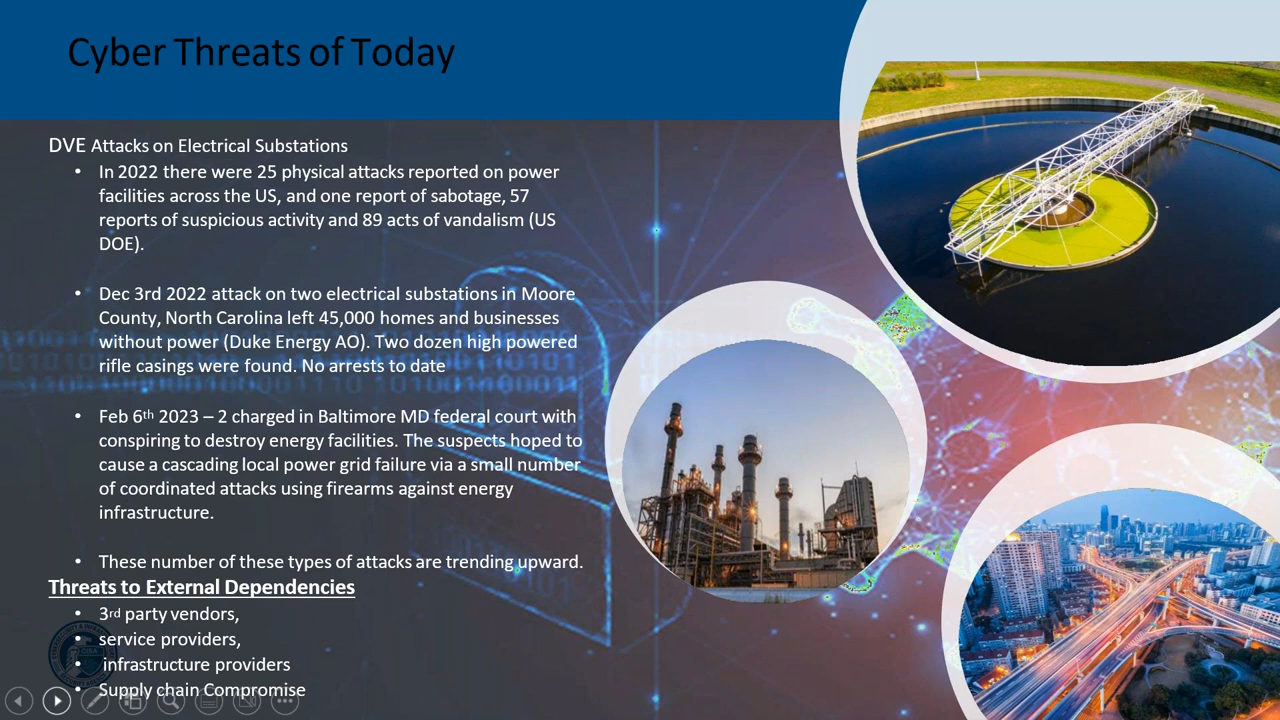 Cyber Threats of Today
DVE Attacks on Electrical Substations
• In 2022 there were 25 physical attacks reported on power
facilities across the US, and one report of sabotage, 57
reports of suspicious activity and 89 acts of vandalism (US
DOE).
• Dec 3rd 2022 attack on two electrical substations in Moore
County, North Carolina left 45,000 homes and businesses
without power (Duke Energy AO). Two dozen high powered
rifle casings were found. No arrests to date
• Feb 6th 2023 – 2 charged in Baltimore MD federal court with
conspiring to destroy energy facilities. The suspects hoped to
cause a cascading local power grid failure via a small number
of coordinated attacks using firearms against energy
infrastructure.
• These number of these types of attacks are trending upward.
Threats to External Dependencies
• 3rd party vendors,
• service providers,
• infrastructure providers
• Supply chain Compromise
CISA